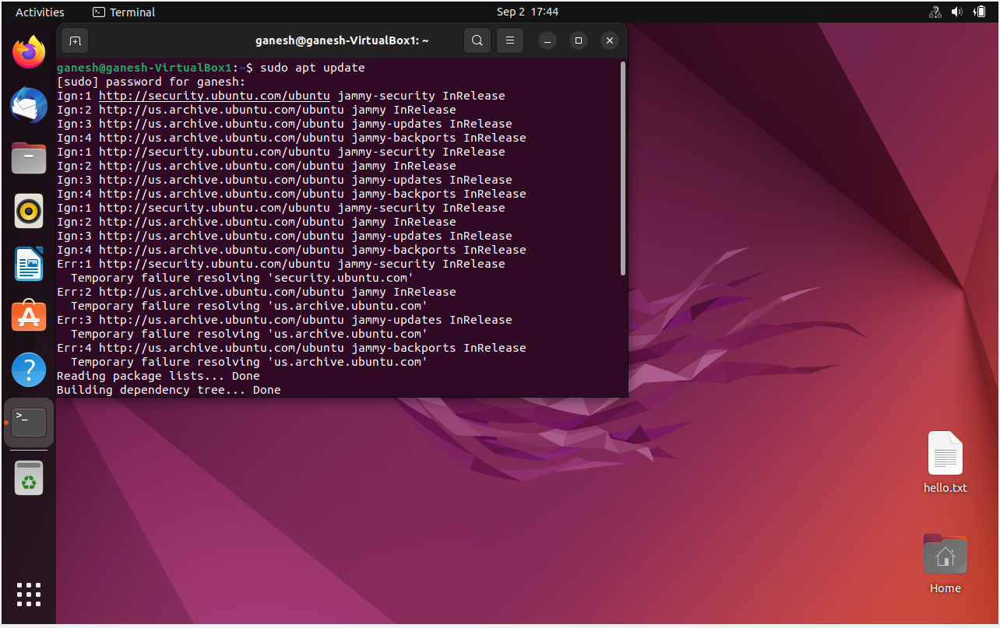 Activities
Terminal
Sep 2 17:44
ganesh@ganesh-VirtualBox1: ~
ganesh@ganesh-VirtualBox1:~$ sudo apt update
[sudo] password for ganesh:
Ign:1 http://security.ubuntu.com/ubuntu jammy-security InRelease
Ign:2 http://us.archive.ubuntu.com/ubuntu jammy InRelease
Ign:3 http://us.archive.ubuntu.com/ubuntu jammy-updates InRelease
Ign:4 http://us.archive.ubuntu.com/ubuntu jammy-backports InRelease
Ign:1 http://security.ubuntu.com/ubuntu jammy-security InRelease
Ign:2 http://us.archive.ubuntu.com/ubuntu jammy InRelease
Ign:3 http://us.archive.ubuntu.com/ubuntu jammy-updates InRelease
Ign:4 http://us.archive.ubuntu.com/ubuntu jammy-backports InRelease
Ign:1 http://security.ubuntu.com/ubuntu jammy-security InRelease
Ign:2 http://us.archive.ubuntu.com/ubuntu jammy InRelease
Ign:3 http://us.archive.ubuntu.com/ubuntu jammy-updates InRelease
Ign:4 http://us.archive.ubuntu.com/ubuntu jammy-backports InRelease
Err:1 http://security.ubuntu.com/ubuntu jammy-security InRelease
  Temporary failure resolving 'security.ubuntu.com'
Err:2 http://us.archive.ubuntu.com/ubuntu jammy InRelease
  Temporary failure resolving 'us.archive.ubuntu.com'
Err:3 http://us.archive.ubuntu.com/ubuntu jammy-updates InRelease
  Temporary failure resolving 'us.archive.ubuntu.com'
Err:4 http://us.archive.ubuntu.com/ubuntu jammy-backports InRelease
  Temporary failure resolving 'us.archive.ubuntu.com'
Reading package lists... Done
Building dependency tree... Done
hello.txt
Home